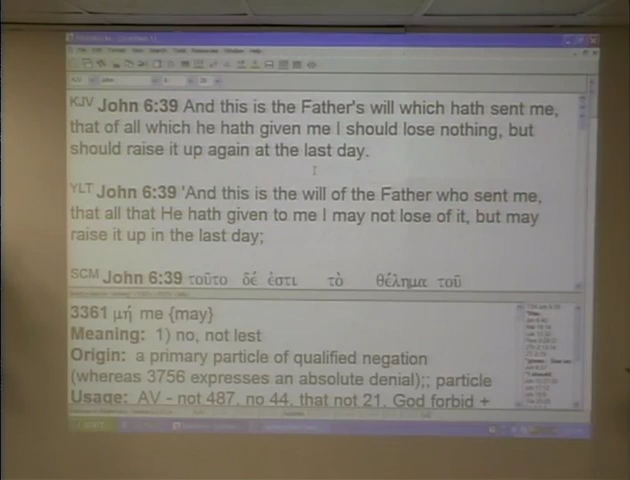 KJV John 6:39 And this is the Father's will which hath sent me,
that of all which he hath given me I should lose nothing, but
should raise it up again at the last day.
YLT John 6:39 'And this is the will of the Father who sent me,
that all that He hath given to me I may not lose of it, but may
raise it up in the last day;
SCM John 6:39 τοῦτο δέ ἐστι τὸ θέλημα τοῦ
3361 μή me {may}
Meaning: 1) no, not lest
Origin: a primary particle of qualified negation
(whereas 3756 expresses an absolute denial);; particle
Usage: AV - not 487, no 44, that not 21, God forbid +